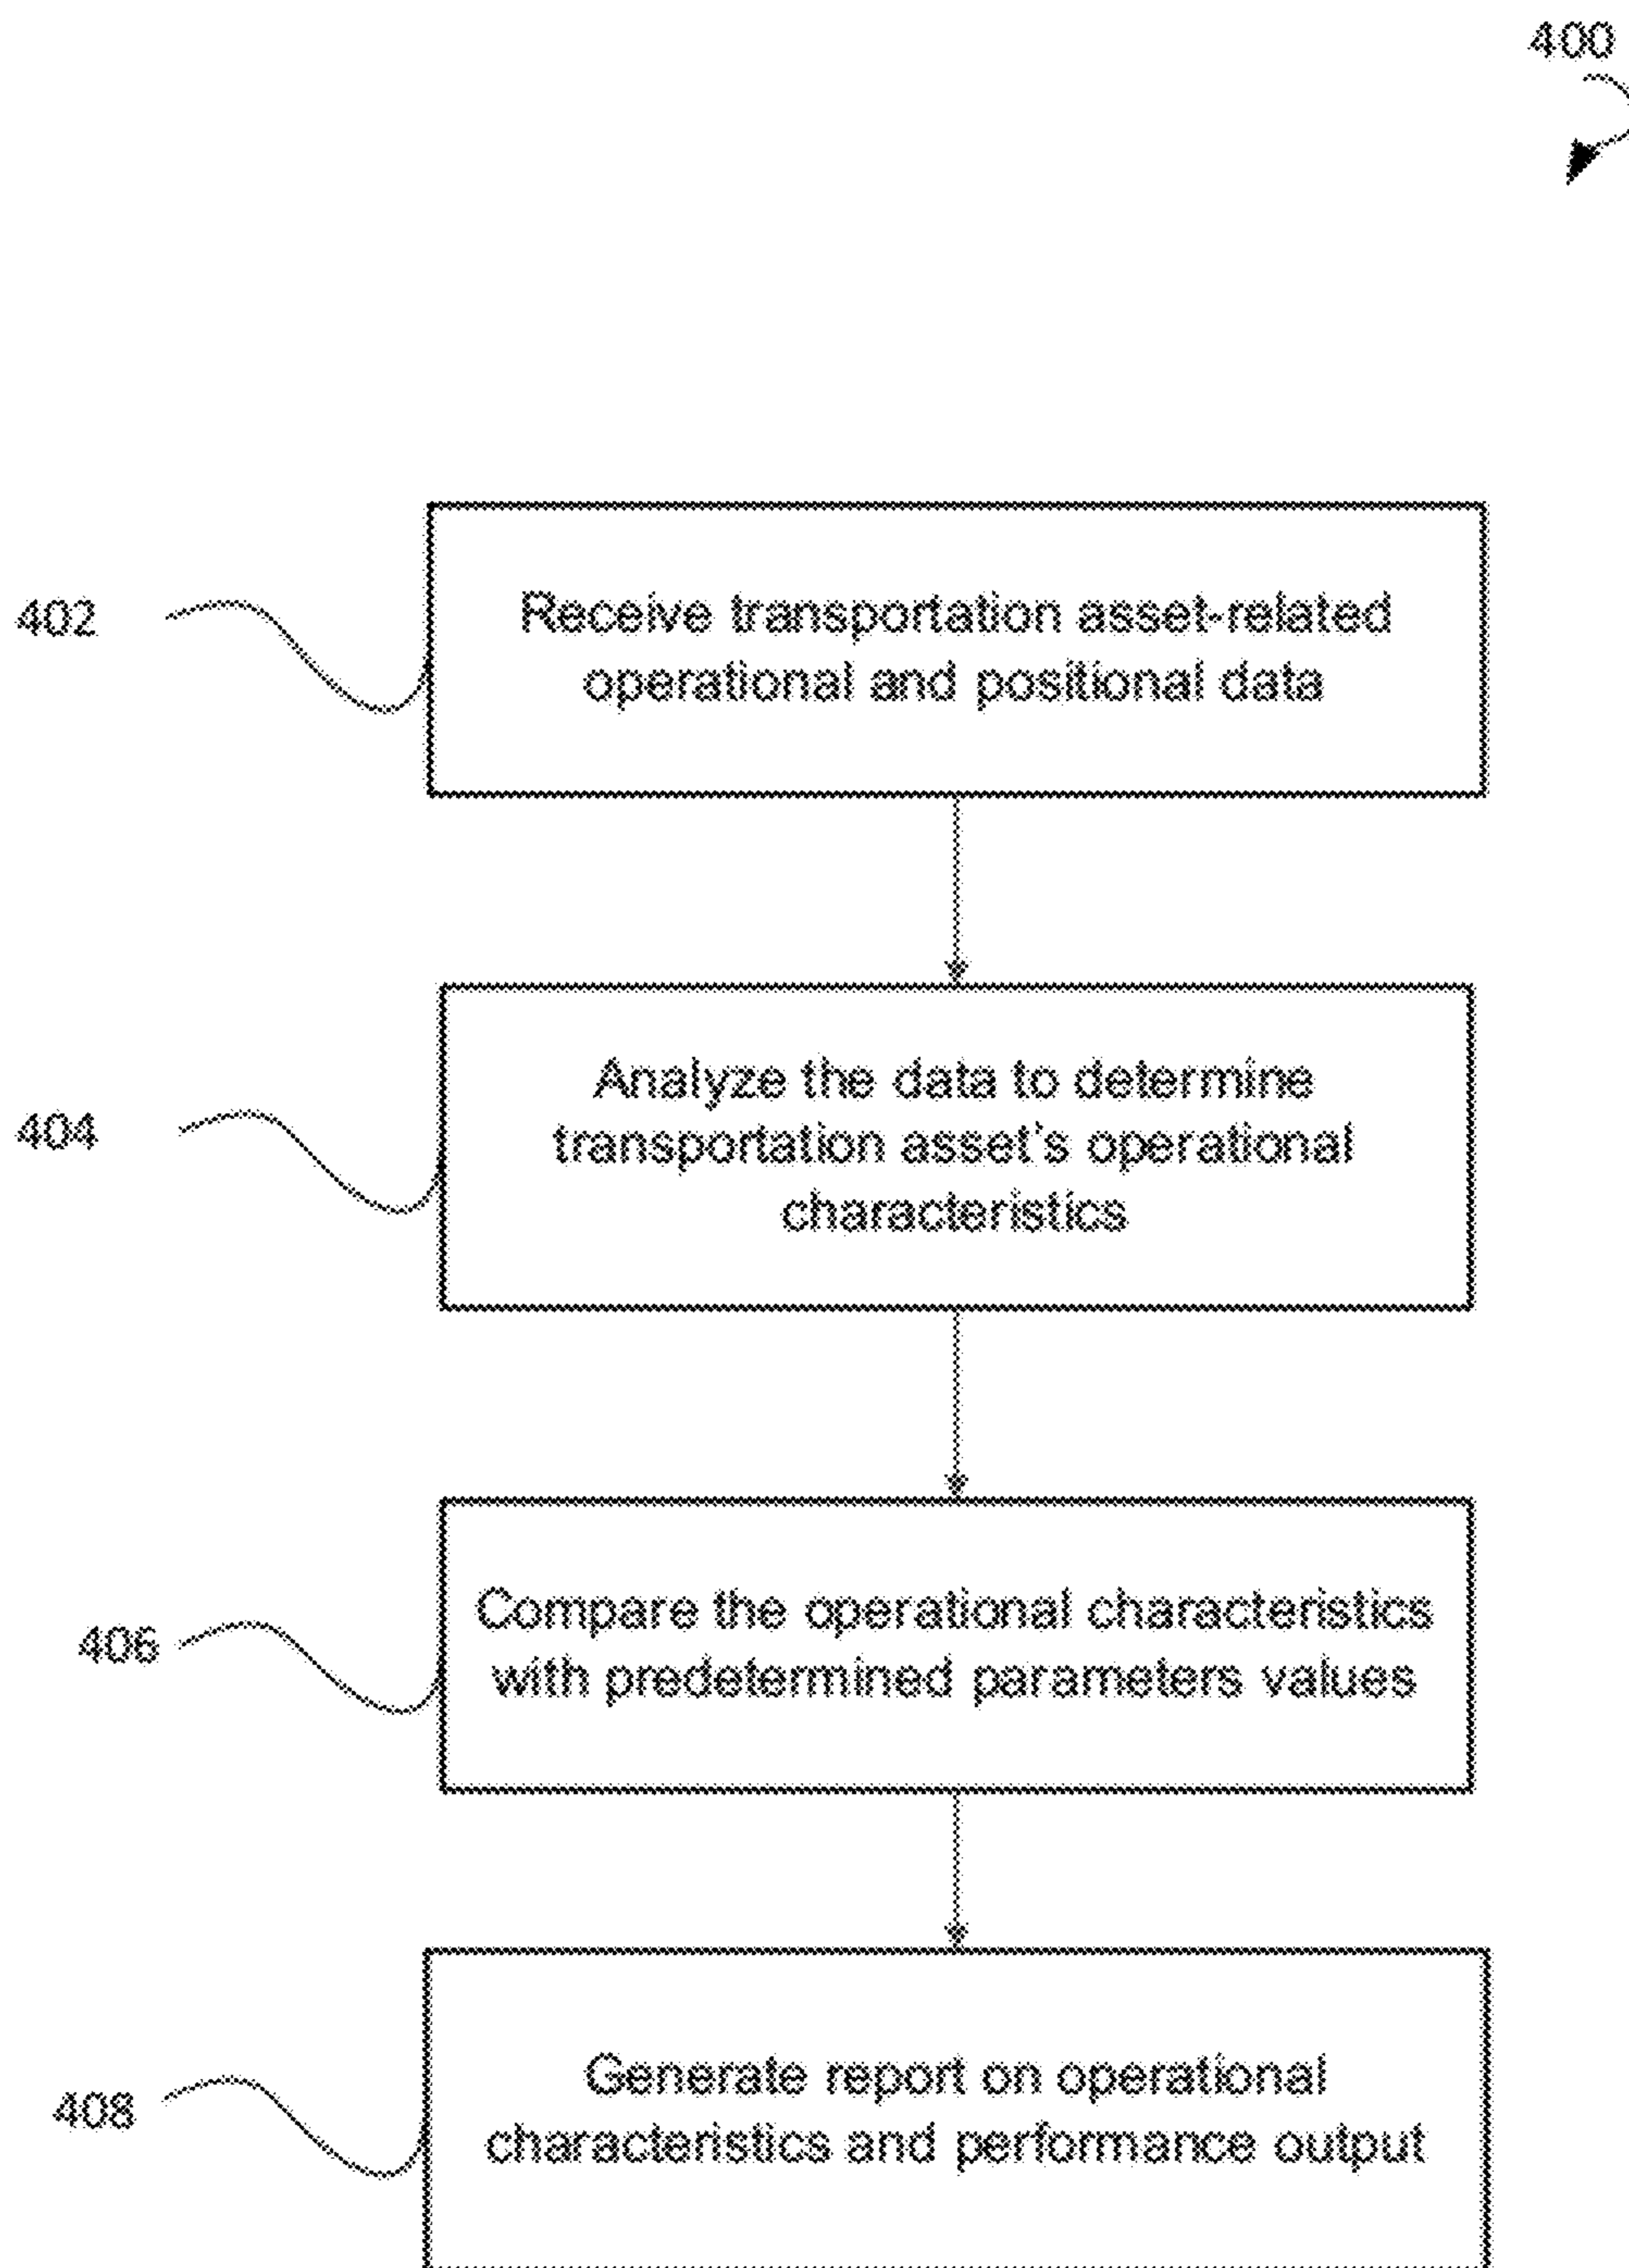 400
402
Receive transportation asset-related
operational and positional data
404
Analyze the data to determine
transportation asset's operational
characteristics
406
Compare the operational characteristics
with predetermined parameters values
408
Generate report on operational
characteristics and performance output